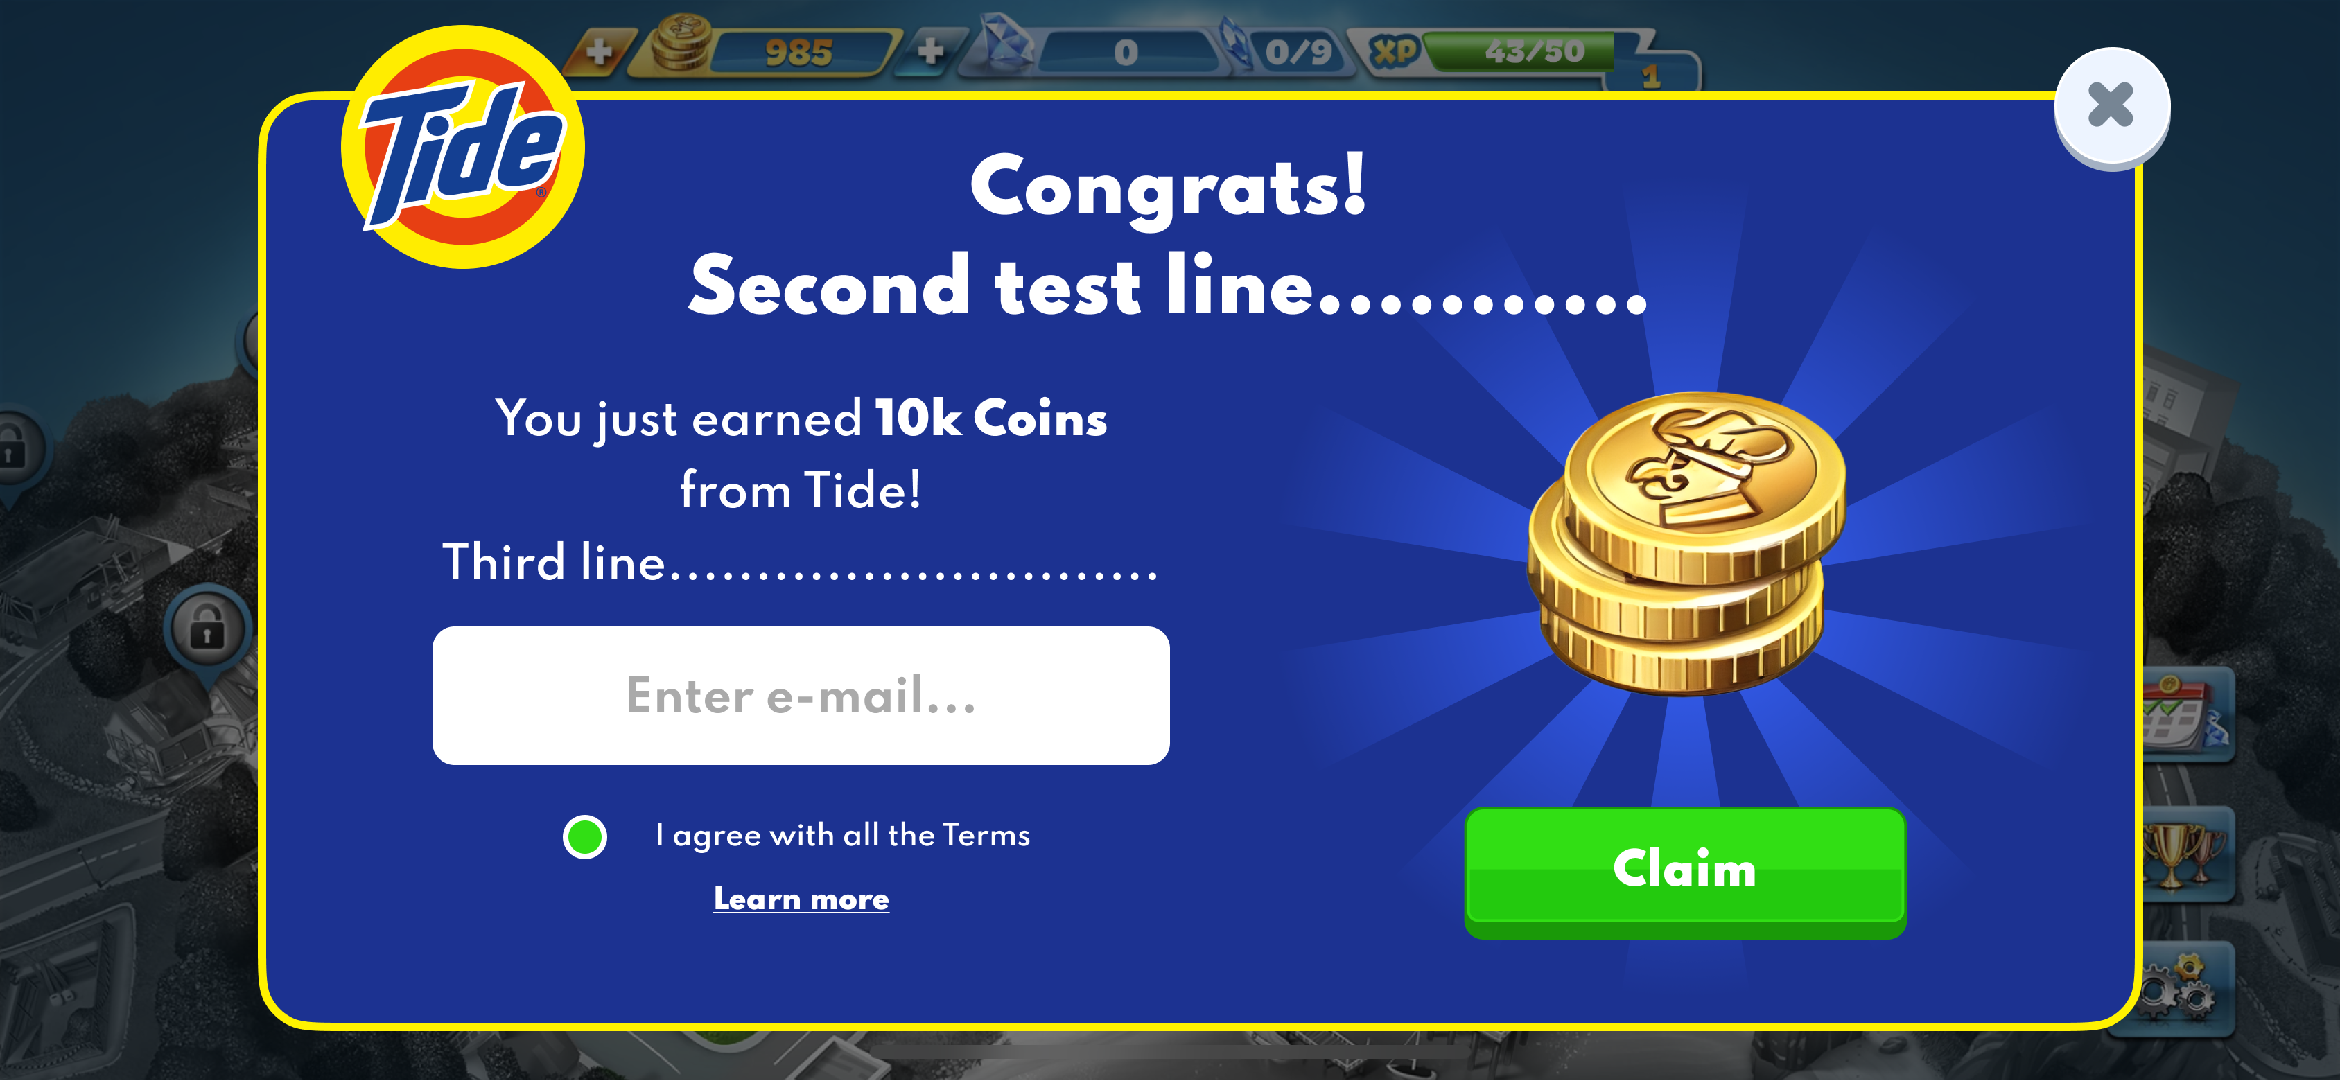 985
0
0/9
XP
43/50
1
Tide
®
Congrats!
Second test line...........
You just earned 10k Coins
from Tide!
Third line............................
Enter e-mail...
I agree with all the Terms
Learn more
Claim